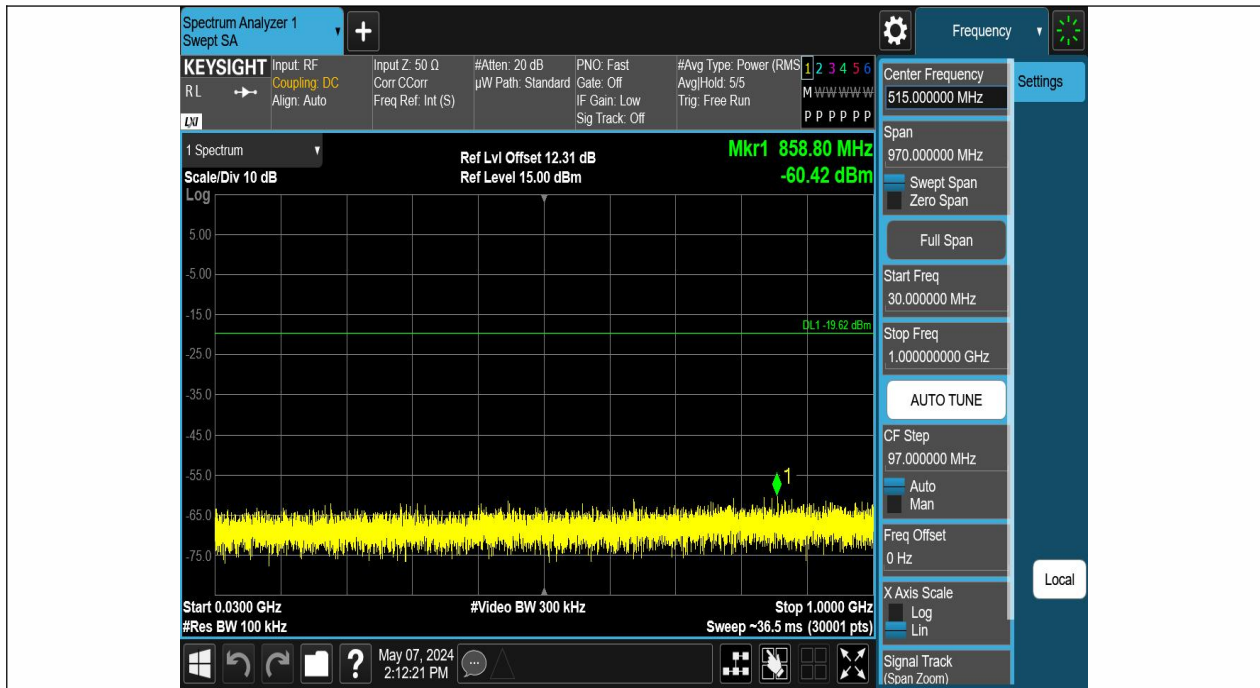 Spectrum Analyzer 1
Swept SA
Frequency
KEYSIGHT
R L
LXI
Input: RF
Coupling: DC
Align: Auto
Input Z: 50 Ω
Corr CCorr
Freq Ref: Int (S)
#Atten: 20 dB
µW Path: Standard
PNO: Fast
Gate: Off
IF Gain: Low
Sig Track: Off
#Avg Type: Power (RMS
Avg|Hold: 5/5
Trig: Free Run
1 2 3 4 5 6
M W W W W W
P P P P P P
1 Spectrum
Scale/Div 10 dB
Log
Ref Lvl Offset 12.31 dB
Ref Level 15.00 dBm
Mkr1 858.80 MHz
-60.42 dBm
5.00
-5.00
-15.0
DL1 -19.62 dBm
-25.0
-35.0
-45.0
-55.0
1
-65.0
-75.0
Start 0.0300 GHz
#Res BW 100 kHz
#Video BW 300 kHz
Stop 1.0000 GHz
Sweep ~36.5 ms (30001 pts)
?
May 07, 2024
2:12:21 PM
Center Frequency
515.000000 MHz
Settings
Span
970.000000 MHz
Swept Span
Zero Span
Full Span
Start Freq
30.000000 MHz
Stop Freq
1.000000000 GHz
AUTO TUNE
CF Step
97.000000 MHz
Auto
Man
Freq Offset
0 Hz
X Axis Scale
Log
Lin
Local
Signal Track
(Span Zoom)